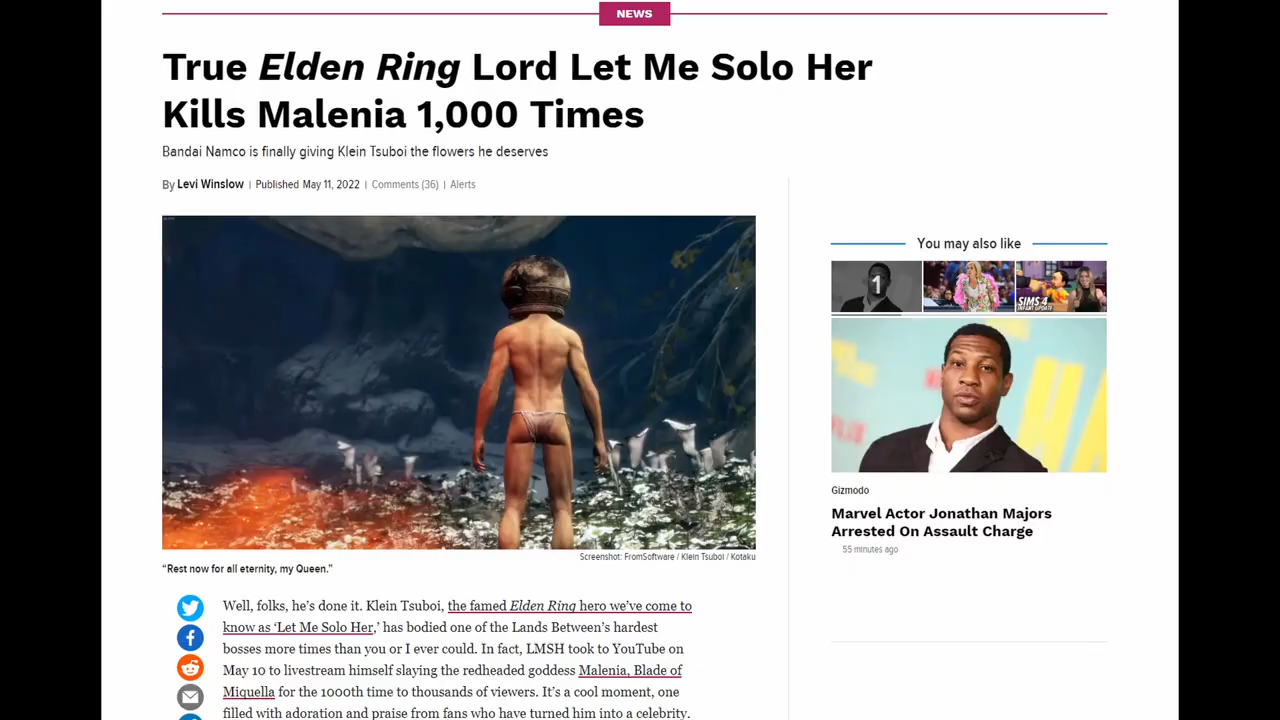 NEWS
True Elden Ring Lord Let Me Solo Her
Kills Malenia 1,000 Times
Bandai Namco is finally giving Klein Tsuboi the flowers he deserves
By Levi Winslow | Published May 11, 2022 | Comments (36) | Alerts
Screenshot: FromSoftware / Klein Tsuboi / Kotaku
“Rest now for all eternity, my Queen.”
Well, folks, he’s done it. Klein Tsuboi, the famed Elden Ring hero we’ve come to
know as ‘Let Me Solo Her,’ has bodied one of the Lands Between’s hardest
bosses more times than you or I ever could. In fact, LMSH took to YouTube on
May 10 to livestream himself slaying the redheaded goddess Malenia, Blade of
Miquella for the 1000th time to thousands of viewers. It’s a cool moment, one
filled with adoration and praise from fans who have turned him into a celebrity.
You may also like
1
SIMS 4
INFANT UPDATE
Gizmodo
Marvel Actor Jonathan Majors
Arrested On Assault Charge
55 minutes ago